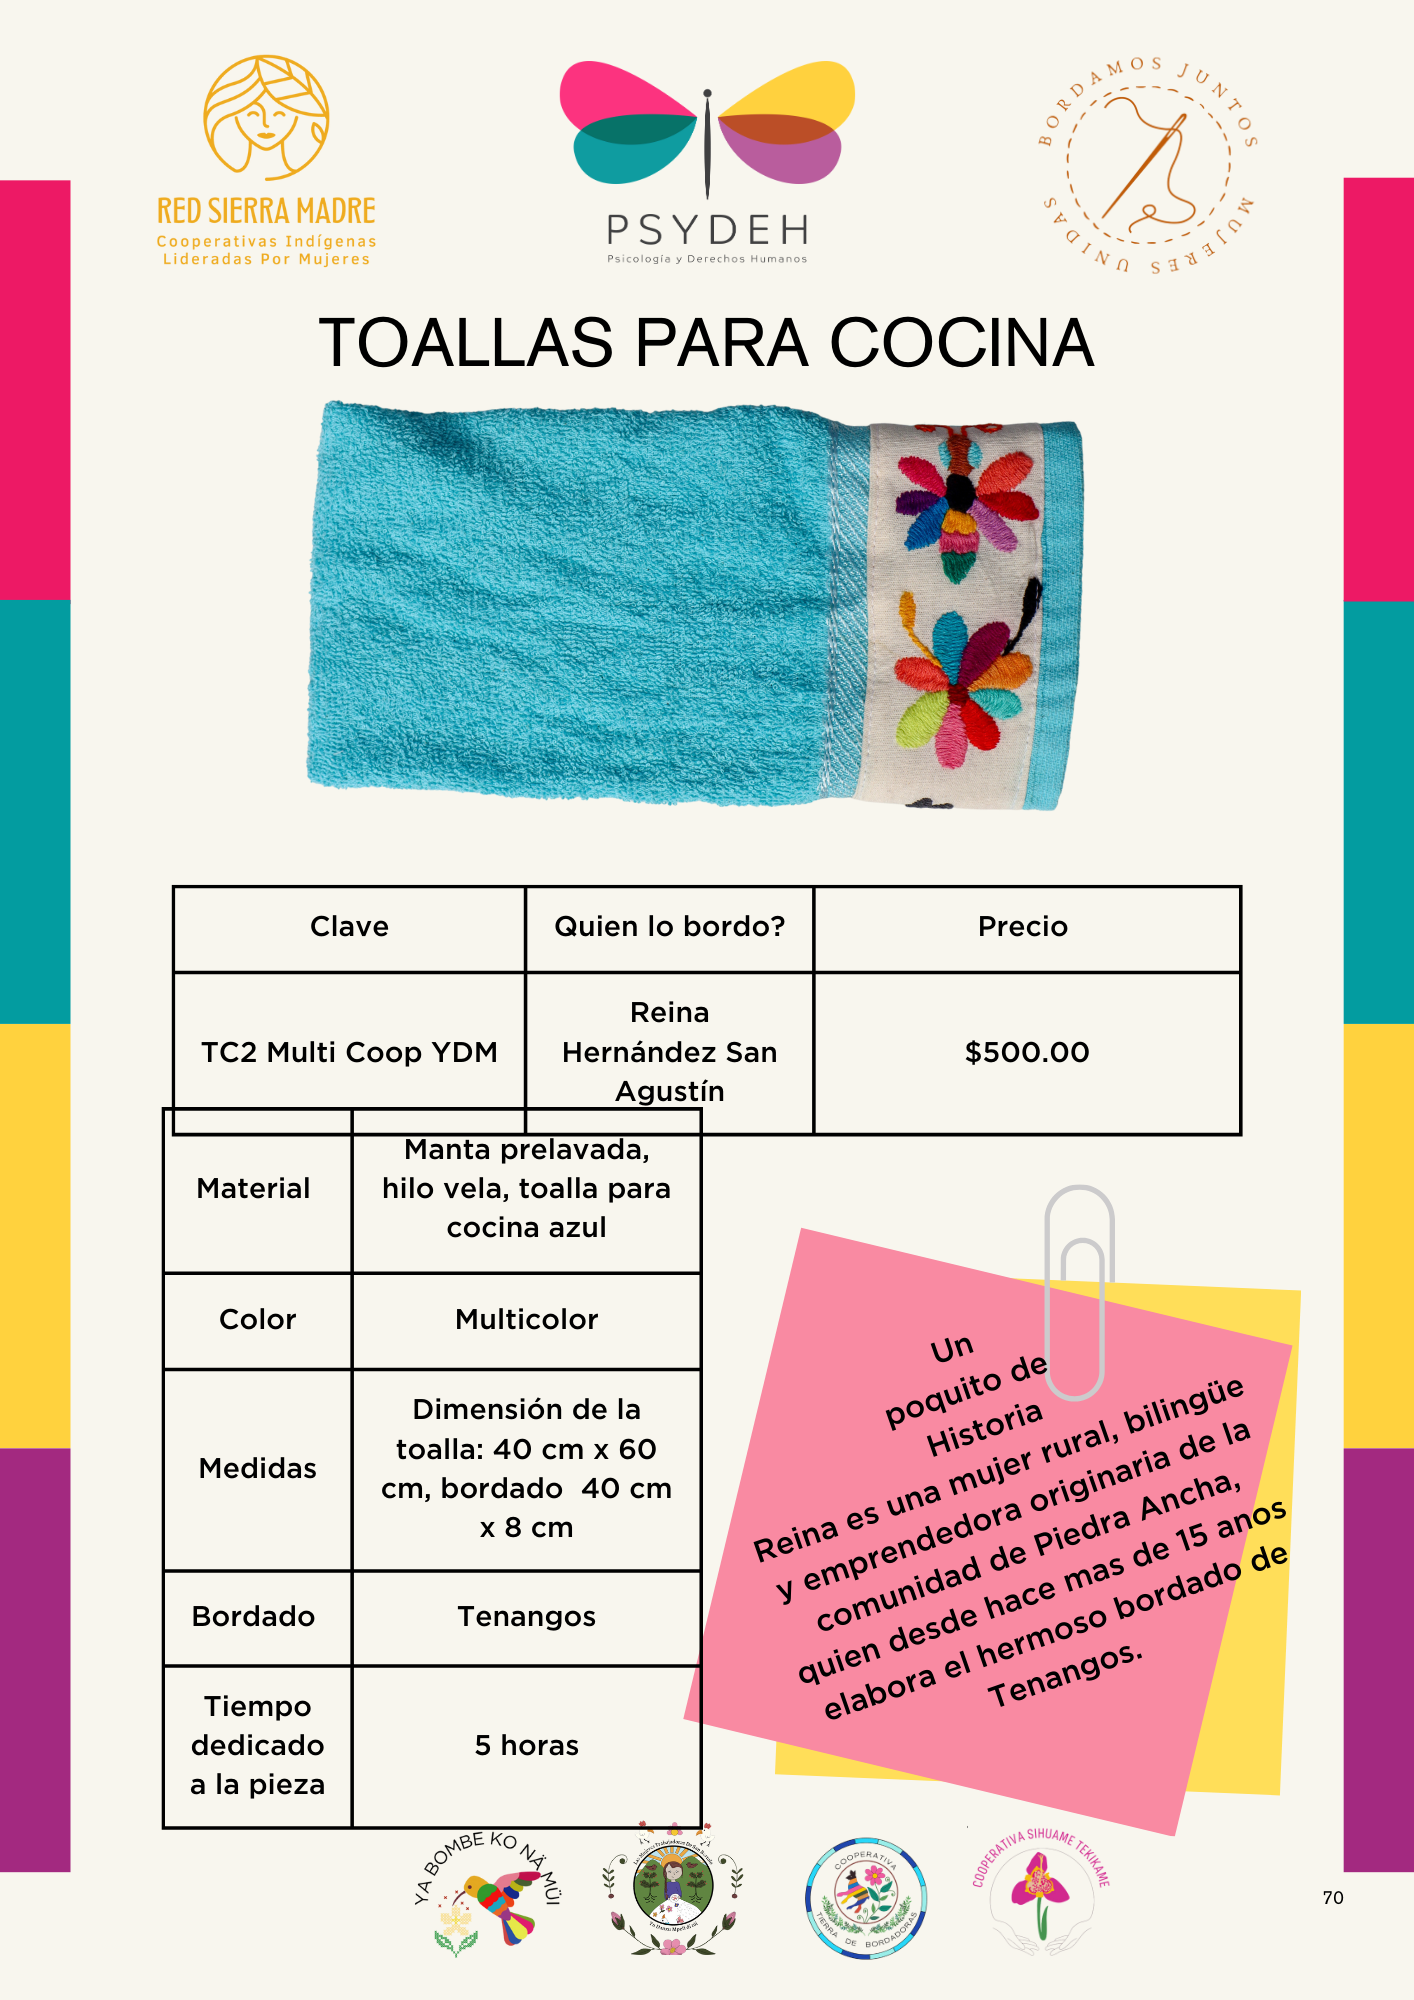 RED SIERRA MADRE
Cooperativas Indígenas
Lideradas Por Mujeres
PSYDEH
Psicología y Derechos Humanos
BORDAMOS JUNTOS
MUJERES UNIDAS
TOALLAS PARA COCINA
Clave
Quien lo bordo?
Precio
TC2 Multi Coop YDM
Reina
Hernández San
Agustín
$500.00
Material
Manta prelavada,
hilo vela, toalla para
cocina azul
Color
Multicolor
Medidas
Dimensión de la
toalla: 40 cm x 60
cm, bordado 40 cm
x 8 cm
Bordado
Tenangos
Tiempo
dedicado
a la pieza
5 horas
Un
poquito de
Historia
Reina es una mujer rural, bilingüe
y emprendedora originaria de la
comunidad de Piedra Ancha,
quien desde hace mas de 15 anos
elabora el hermoso bordado de
Tenangos.
YA BOMBE KO NÄ MÜI
COOPERATIVA
TIERRA DE BORDADORAS
COOPERATIVA SIHUAME TEKIKAME
70